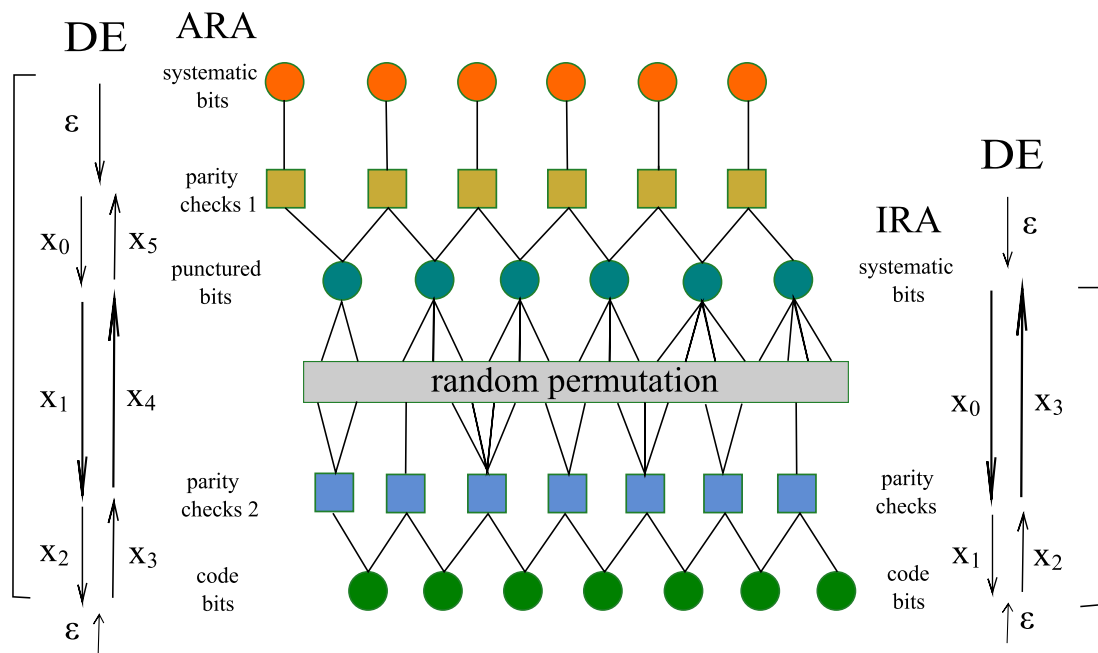 DE
ARA
systematic
bits
ε
parity
checks 1
x0
x5
punctured
bits
random permutation
x1
x4
parity
checks 2
x2
x3
code
bits
ε
DE
IRA
ε
systematic
bits
x0
x3
parity
checks
x1
x2
code
bits
ε